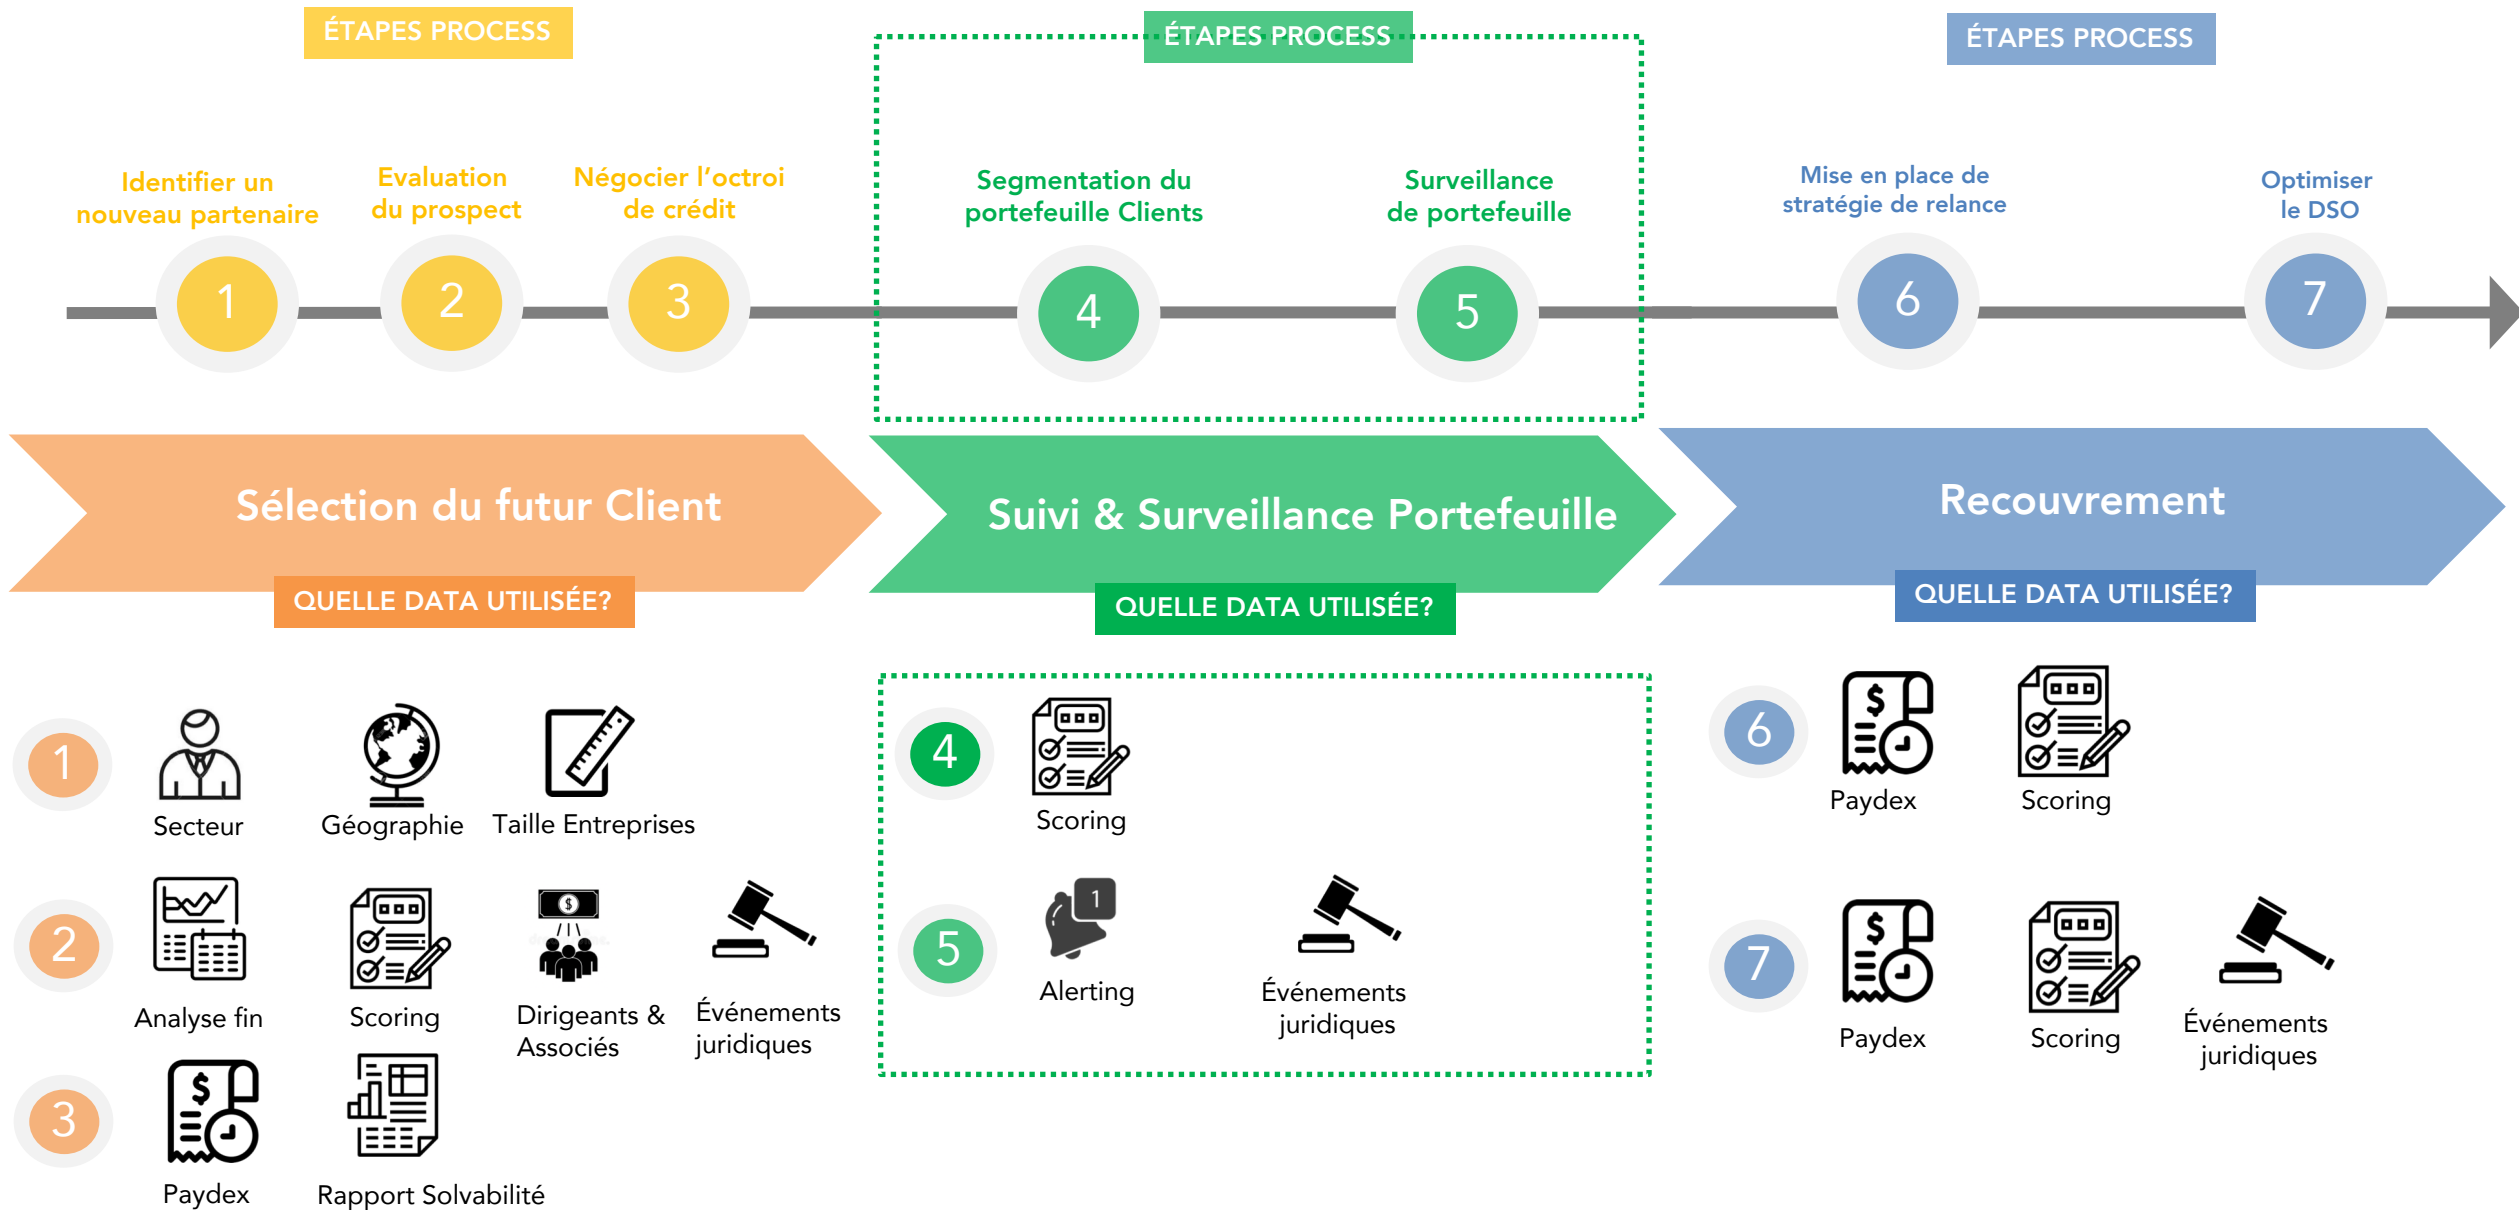 ÉTAPES PROCESS
ÉTAPES PROCESS
ÉTAPES PROCESS
Identifier un
nouveau partenaire
Evaluation
du prospect
Négocier l'octroi
de crédit
Segmentation du
portefeuille Clients
Surveillance
de portefeuille
Mise en place de
stratégie de relance
Optimiser
le DSO
1
2
3
4
5
6
7
Sélection du futur Client
Suivi & Surveillance Portefeuille
Recouvrement
QUELLE DATA UTILISÉE?
QUELLE DATA UTILISÉE?
QUELLE DATA UTILISÉE?
1
Secteur
Géographie
Taille Entreprises
2
$
Analyse fin
Scoring
Dirigeants &
Associés
Événements
juridiques
3
$
Paydex
Rapport Solvabilité
4
Scoring
5
1
Alerting
Événements
juridiques
6
$
Paydex
Scoring
7
$
Paydex
Scoring
Événements
juridiques